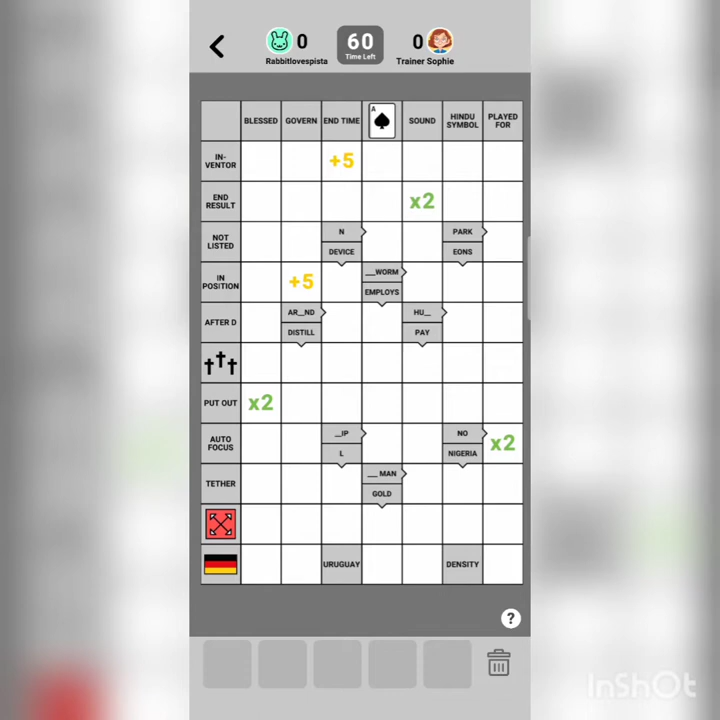 0 60 0
Time Left
Rabbitlovespista Trainer Sophie
BLESSED GOVERN END TIME A SOUND HINDU SYMBOL PLAYED FOR
IN-
VENTOR
+5
END
RESULT
x2
NOT
LISTED
N
DEVICE
PARK
EONS
IN
POSITION
+5
__WORM
EMPLOYS
AFTER D
AR__ND
DISTILL
HU__
PAY
PUT OUT
x2
AUTO
FOCUS
_IP
L
NO
NIGERIA
x2
TETHER
___ MAN
GOLD
URUGUAY DENSITY
?
InShOt